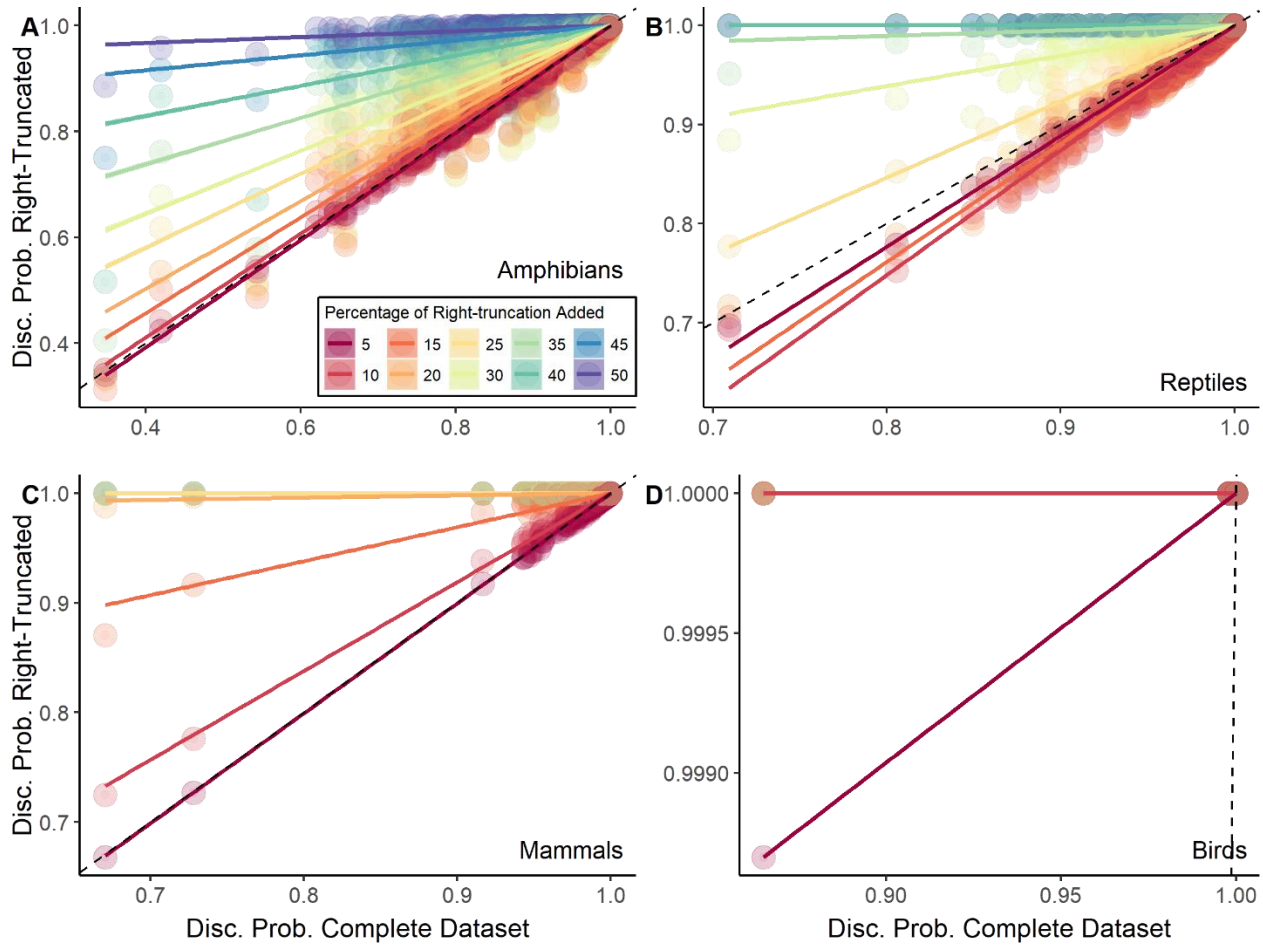 A
Disc. Prob. Right-Truncated
1.0
0.8
0.6
0.4
Amphibians
Percentage of Right-truncation Added
5 15 25 35 45
10 20 30 40 50
0.4 0.6 0.8 1.0
B
1.0
0.9
0.8
0.7
Reptiles
0.7 0.8 0.9 1.0
C
Disc. Prob. Right-Truncated
1.0
0.9
0.8
0.7
Mammals
0.7 0.8 0.9 1.0
Disc. Prob. Complete Dataset
D
1.0000
0.9995
0.9990
Birds
0.90 0.95 1.00
Disc. Prob. Complete Dataset